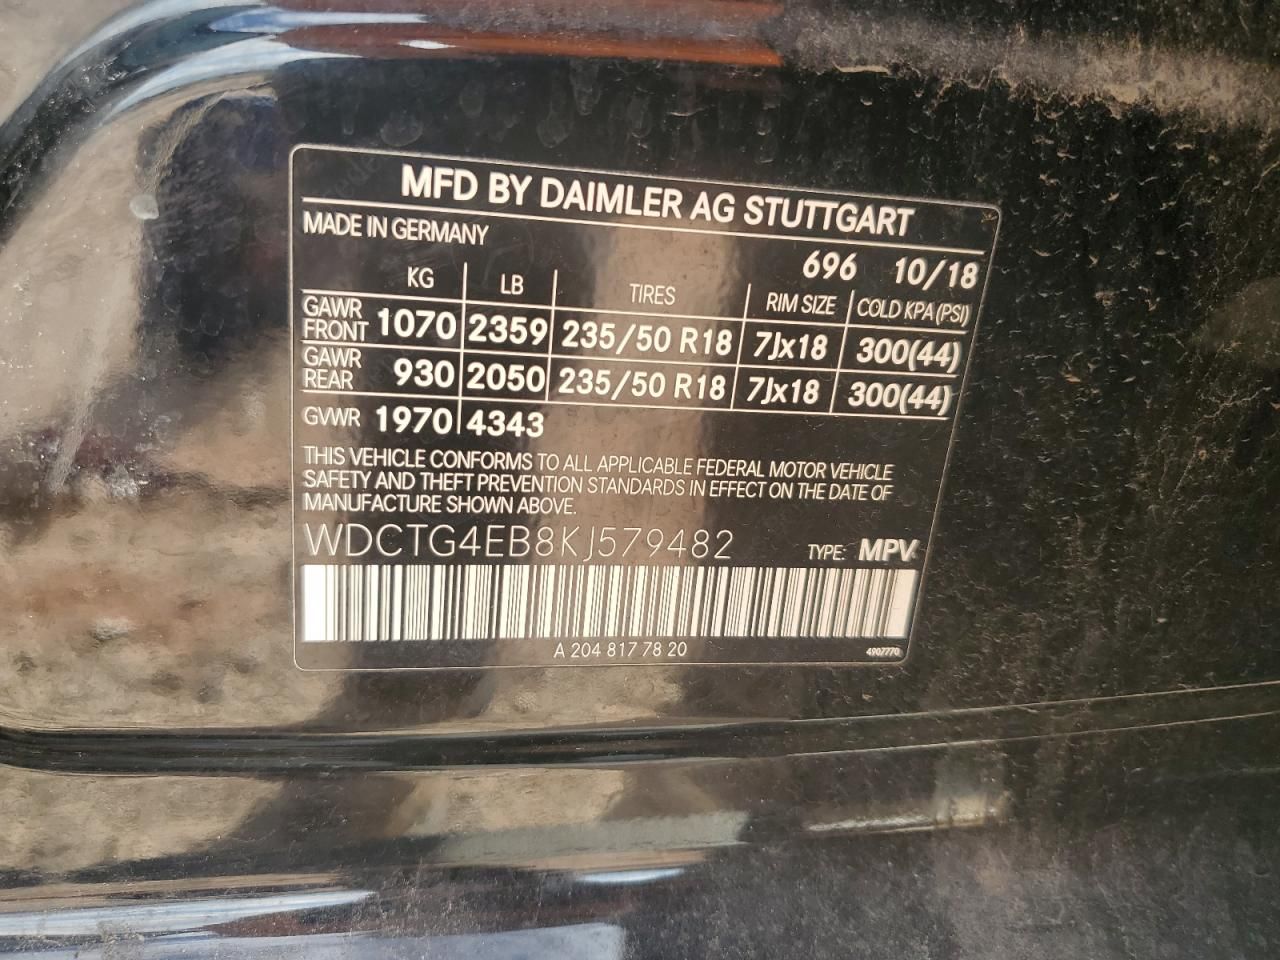 MFD BY DAIMLER AG STUTTGART
MADE IN GERMANY
696 10/18
KG LB TIRES RIM SIZE COLD KPA (PSI)
GAWR FRONT 1070 2359 235/50 R18 7Jx18 300(44)
GAWR REAR 930 2050 235/50 R18 7Jx18 300(44)
GVWR 1970 4343
THIS VEHICLE CONFORMS TO ALL APPLICABLE FEDERAL MOTOR VEHICLE
SAFETY AND THEFT PREVENTION STANDARDS IN EFFECT ON THE DATE OF
MANUFACTURE SHOWN ABOVE.
WDCTG4EB8KJ579482 TYPE: MPV
A 204 817 78 20 4907770